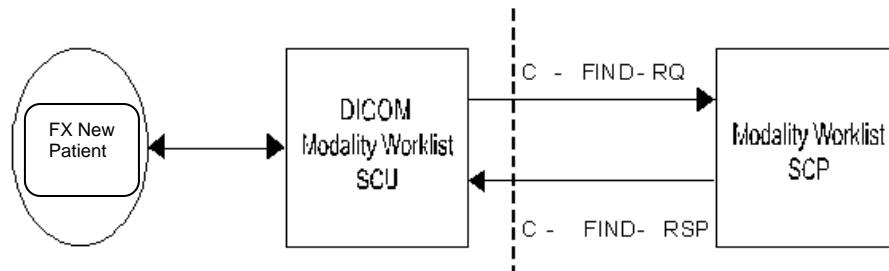 FX New
Patient
DICOM
Modality Worklist
SCU
C - FIND-RQ
Modality Worklist
SCP
C - FIND- RSP